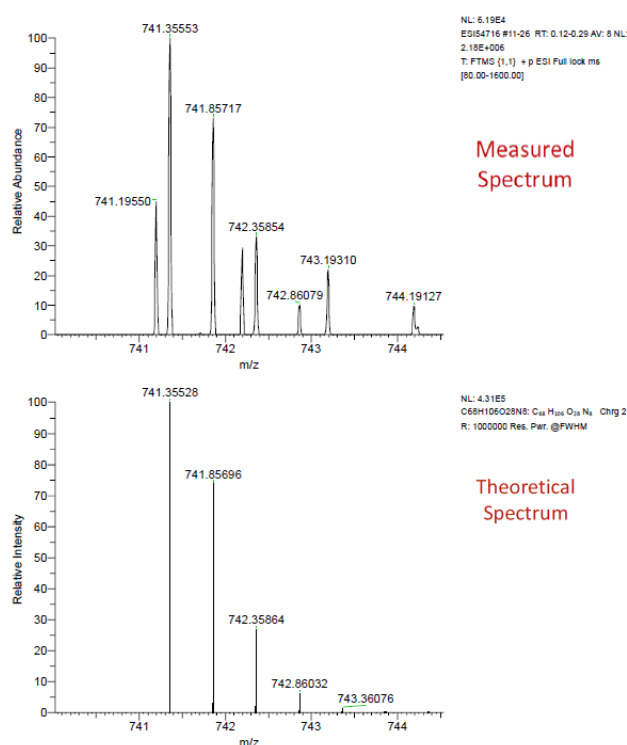 NL: 6.19E4
ESI54716 #11-26 RT: 0.12-0.29 AV: 8 NL:
2.18E+006
T: FTMS {1,1} + p ESI Full lock ms
[80.00-1600.00]
Measured
Spectrum
741.35553
741.85717
741.19550
742.35854
743.19310
742.86079
744.19127
Relative Abundance
100
90
80
70
60
50
40
30
20
10
0
741
742
743
744
m/z
NL: 4.31E5
C68H106O28N8: C₆₈ H₁₀₆ O₂₈ N₈ Chrg 2
R: 1000000 Res. Pwr. @FWHM
Theoretical
Spectrum
741.35528
741.85696
742.35864
742.86032
743.36076
Relative Intensity
100
90
80
70
60
50
40
30
20
10
0
741
742
743
744
m/z